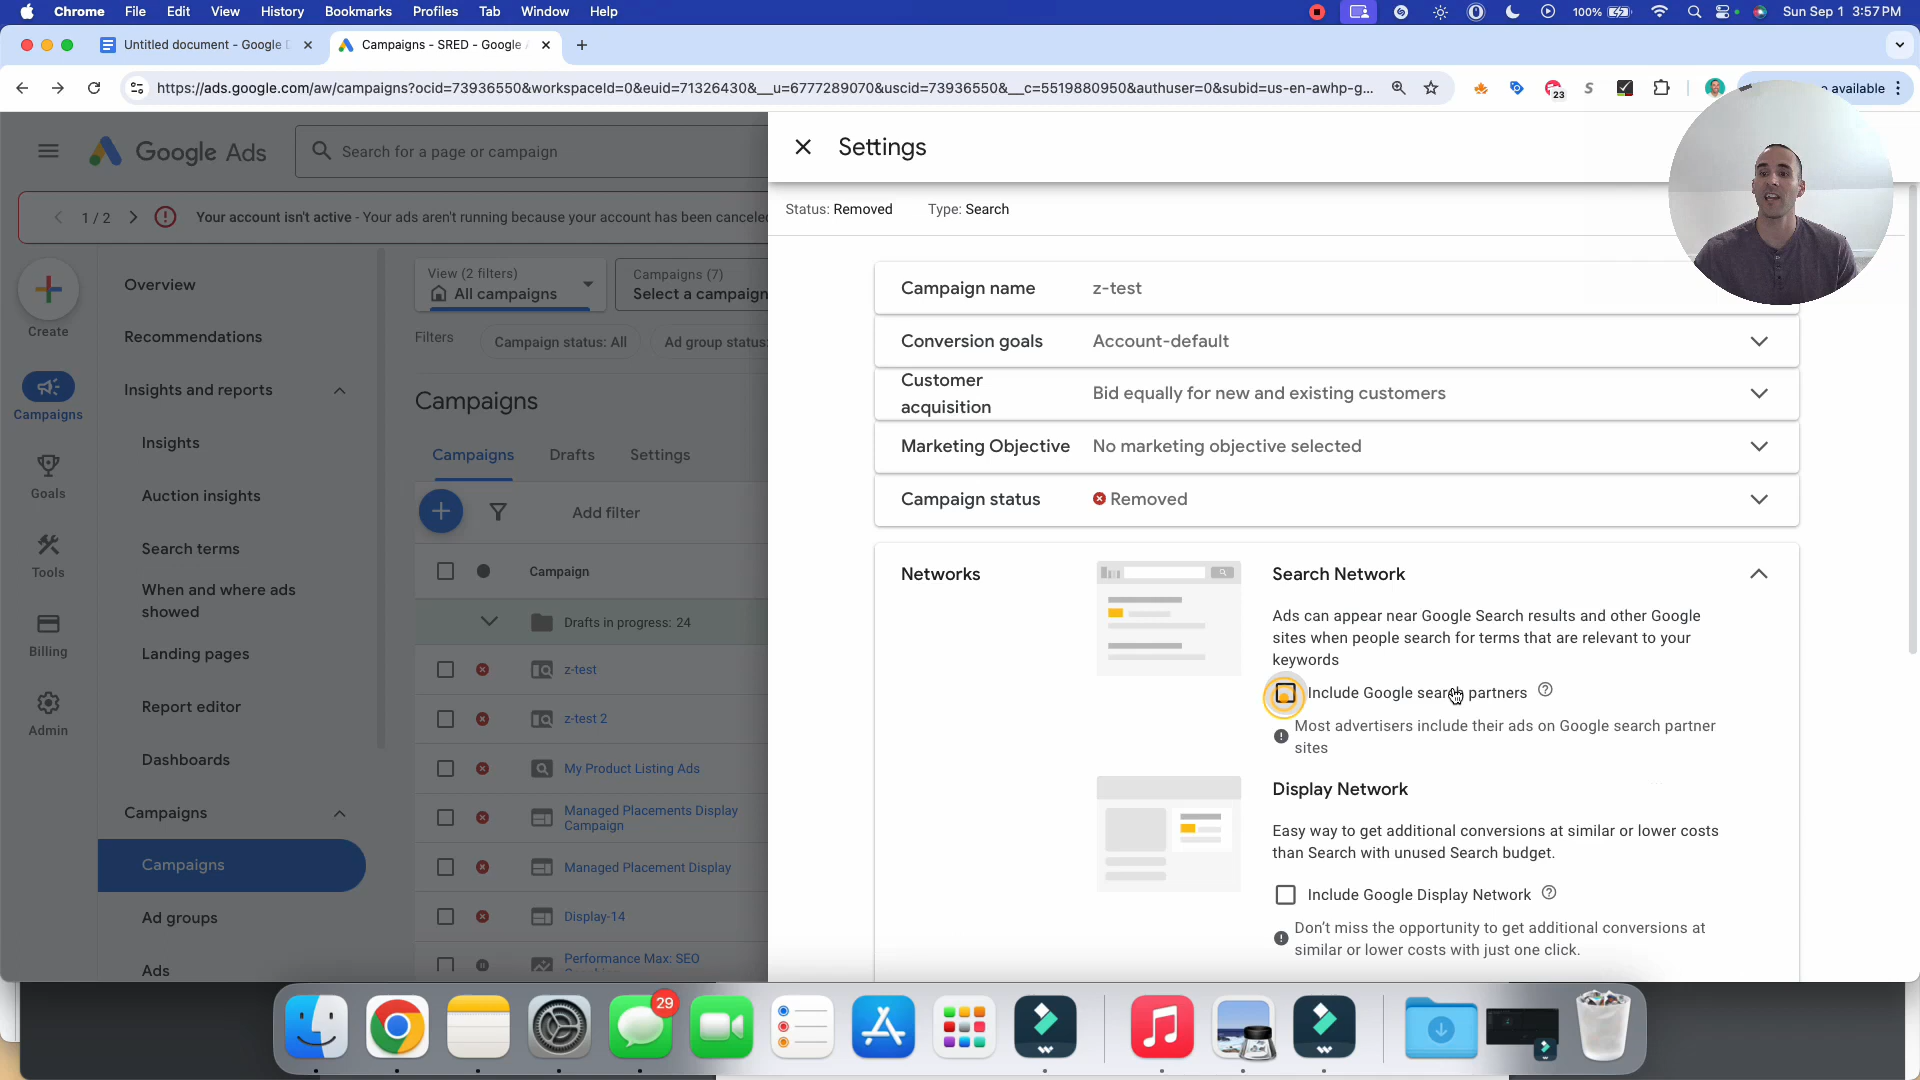 Chrome File Edit View History Bookmarks Profiles Tab Window Help 100% Sun Sep 1 3:57 PM
Untitled document - Google D
Campaigns - SRED - Google A
https://ads.google.com/aw/campaigns?ocid=73936550&workspaceId=0&euid=71326430&__u=6777289070&uscid=73936550&__c=5519880950&authuser=0&subid=us-en-awhp-g...
23
available
Google Ads
Search for a page or campaign
Settings
1 / 2
Your account isn't active - Your ads aren't running because your account has been canceled
Status: Removed Type: Search
Create
Campaigns
Goals
Tools
Billing
Admin
Overview
Recommendations
Insights and reports
Insights
Auction insights
Search terms
When and where ads
showed
Landing pages
Report editor
Dashboards
Campaigns
Campaigns
Ad groups
Ads
View (2 filters)
All campaigns
Campaigns (7)
Select a campaign
Filters
Campaign status: All
Ad group status:
Campaigns
Campaigns Drafts Settings
Add filter
Campaign
Drafts in progress: 24
z-test
z-test 2
My Product Listing Ads
Managed Placements Display
Campaign
Managed Placement Display
Display-14
Performance Max: SEO
Campaign name z-test
Conversion goals Account-default
Customer
acquisition
Bid equally for new and existing customers
Marketing Objective No marketing objective selected
Campaign status Removed
Networks
Search Network
Ads can appear near Google Search results and other Google
sites when people search for terms that are relevant to your
keywords
Include Google search partners
Most advertisers include their ads on Google search partner
sites
Display Network
Easy way to get additional conversions at similar or lower costs
than Search with unused Search budget.
Include Google Display Network
Don't miss the opportunity to get additional conversions at
similar or lower costs with just one click.
29